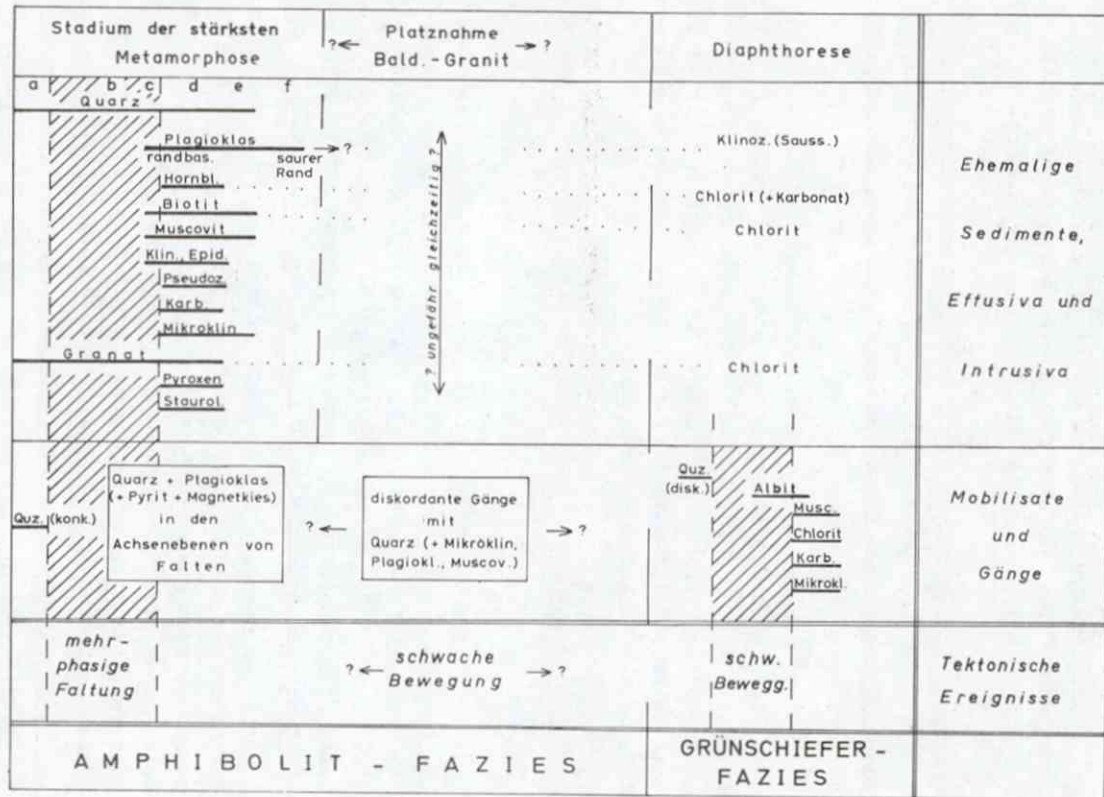 Stadium der stärksten
Metamorphose
? Platznahme ?
Bald.-Granit
Diaphthorese
a b c d e f
Quarz
Plagioklas ?
randbas. saurer
Rand
Hornbl.
Biotit
Muscovit
Klin., Epid.
Pseudoz.
Karb.
Mikroklin
Granat
Pyroxen
Staurol.
? ungefähr gleichzeitig ?
Klinoz. (Sauss.)
Chlorit (+Karbonat)
Chlorit
Chlorit
Ehemalige
Sedimente,
Effusiva und
Intrusiva
Quz. (konk.)
Quarz + Plagioklas
(+ Pyrit + Magnetkies)
in den
Achsenebenen von
Falten
?
diskordante Gänge
mit
Quarz (+ Mikroklin,
Plagiokl., Muscov.)
?
Quz.
(disk.)
Albit
Musc.
Chlorit
Karb.
Mikrokl.
Mobilisate
und
Gänge
mehr-
phasige
Faltung
? schwache ?
Bewegung
schw.
Bewegg.
Tektonische
Ereignisse
AMPHIBOLIT - FAZIES
GRÜNSCHIEFER -
FAZIES